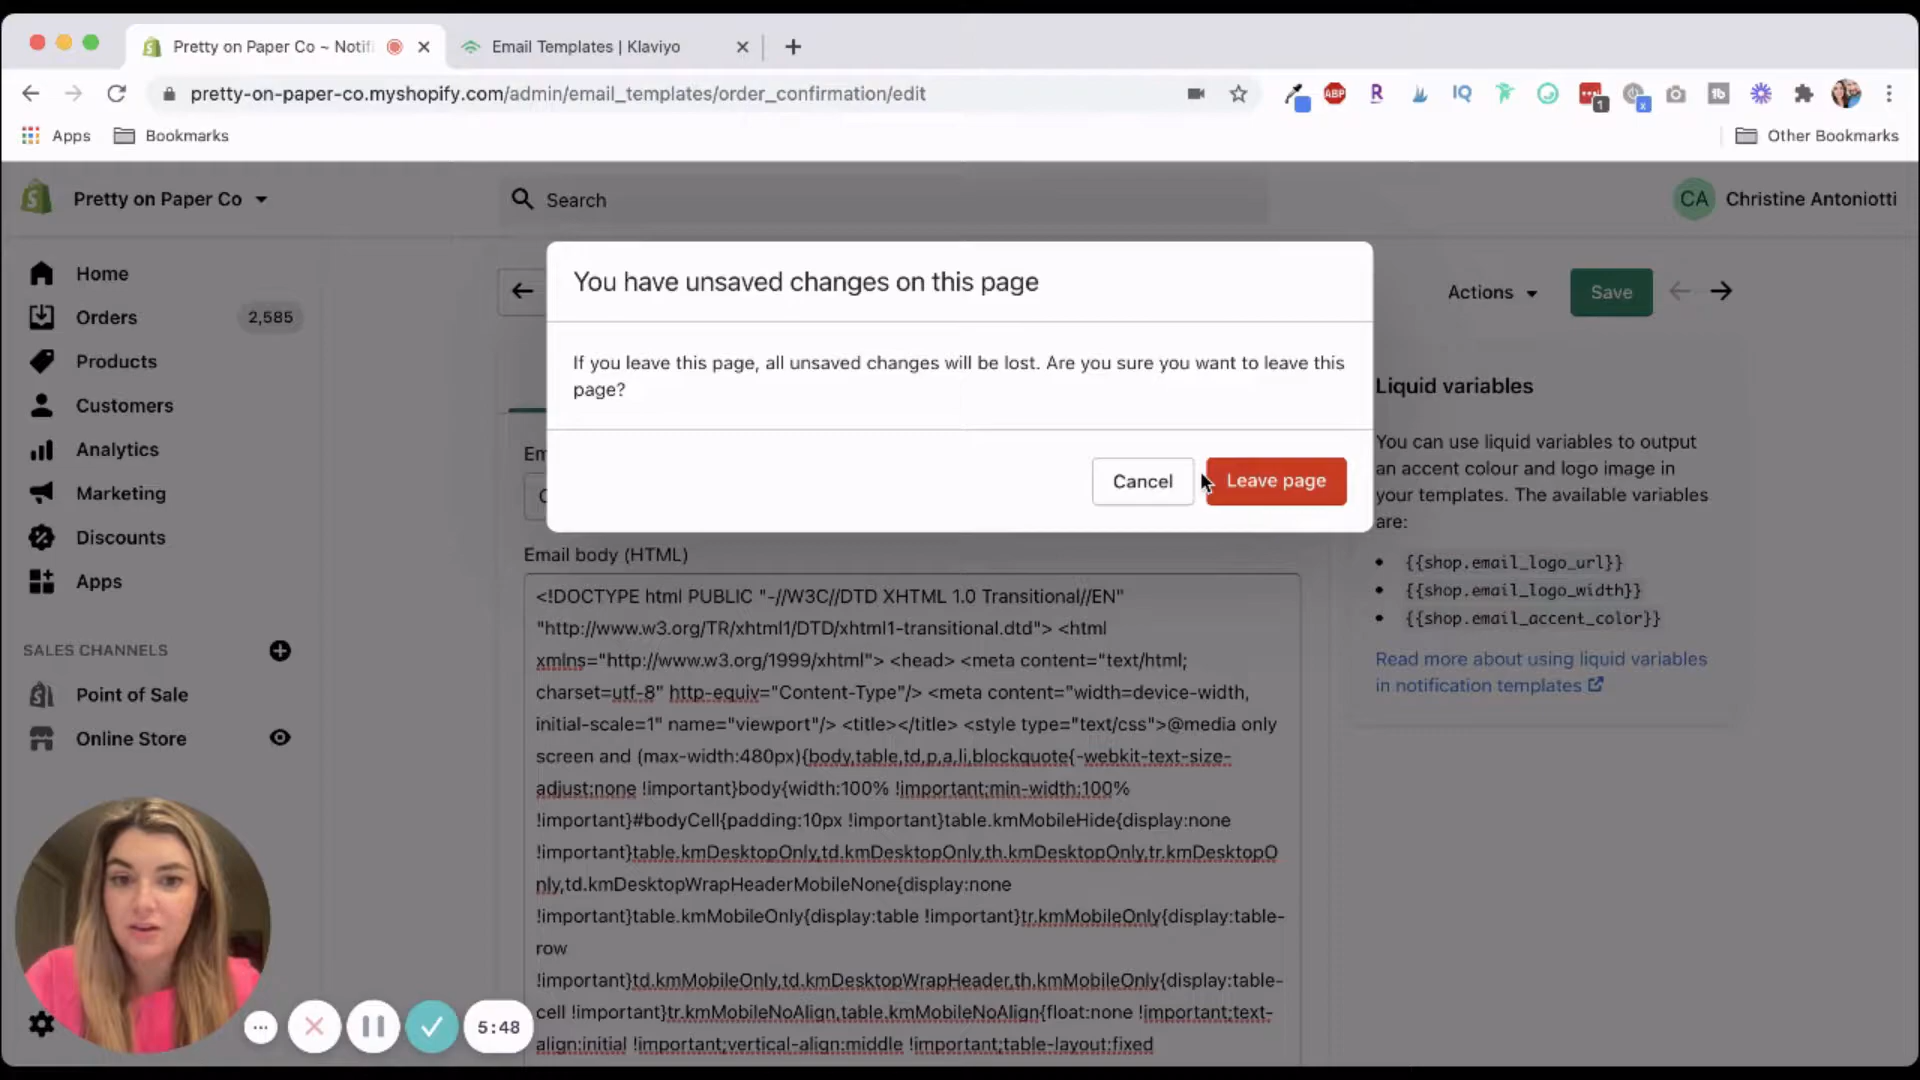 Pretty on Paper Co ~ Notifi
Email Templates | Klaviyo
pretty-on-paper-co.myshopify.com/admin/email_templates/order_confirmation/edit
ABP
R
IQ
1
x
Apps
Bookmarks
Other Bookmarks
Pretty on Paper Co
Search
CA
Christine Antoniotti
Home
Orders
2,585
Products
Customers
Analytics
Marketing
Discounts
Apps
SALES CHANNELS
Point of Sale
Online Store
You have unsaved changes on this page
If you leave this page, all unsaved changes will be lost. Are you sure you want to leave this
page?
Cancel
Leave page
Actions
Save
Em
Email body (HTML)
<!DOCTYPE html PUBLIC "-//W3C//DTD XHTML 1.0 Transitional//EN"
"http://www.w3.org/TR/xhtml1/DTD/xhtml1-transitional.dtd"> <html
xmlns="http://www.w3.org/1999/xhtml"> <head> <meta content="text/html;
charset=utf-8" http-equiv="Content-Type"/> <meta content="width=device-width,
initial-scale=1" name="viewport"/> <title></title> <style type="text/css">@media only
screen and (max-width:480px){body,table,td,p,a,li,blockquote{-webkit-text-size-
adjust:none !important}body{width:100% !important;min-width:100%
!important}#bodyCell{padding:10px !important}table.kmMobileHide{display:none
!important}table.kmDesktopOnly,td.kmDesktopOnly,th.kmDesktopOnly,tr.kmDesktopO
nly,td.kmDesktopWrapHeaderMobileNone{display:none
!important}table.kmMobileOnly{display:table !important}tr.kmMobileOnly{display:table-
row
!important}td.kmMobileOnly,td.kmDesktopWrapHeader,th.kmMobileOnly{display:table-
cell !important}tr.kmMobileNoAlign,table.kmMobileNoAlign{float:none !important;text-
align:initial !important;vertical-align:middle !important;table-layout:fixed
Liquid variables
You can use liquid variables to output
an accent colour and logo image in
your templates. The available variables
are:
{{shop.email_logo_url}}
{{shop.email_logo_width}}
{{shop.email_accent_color}}
Read more about using liquid variables
in notification templates
5:48